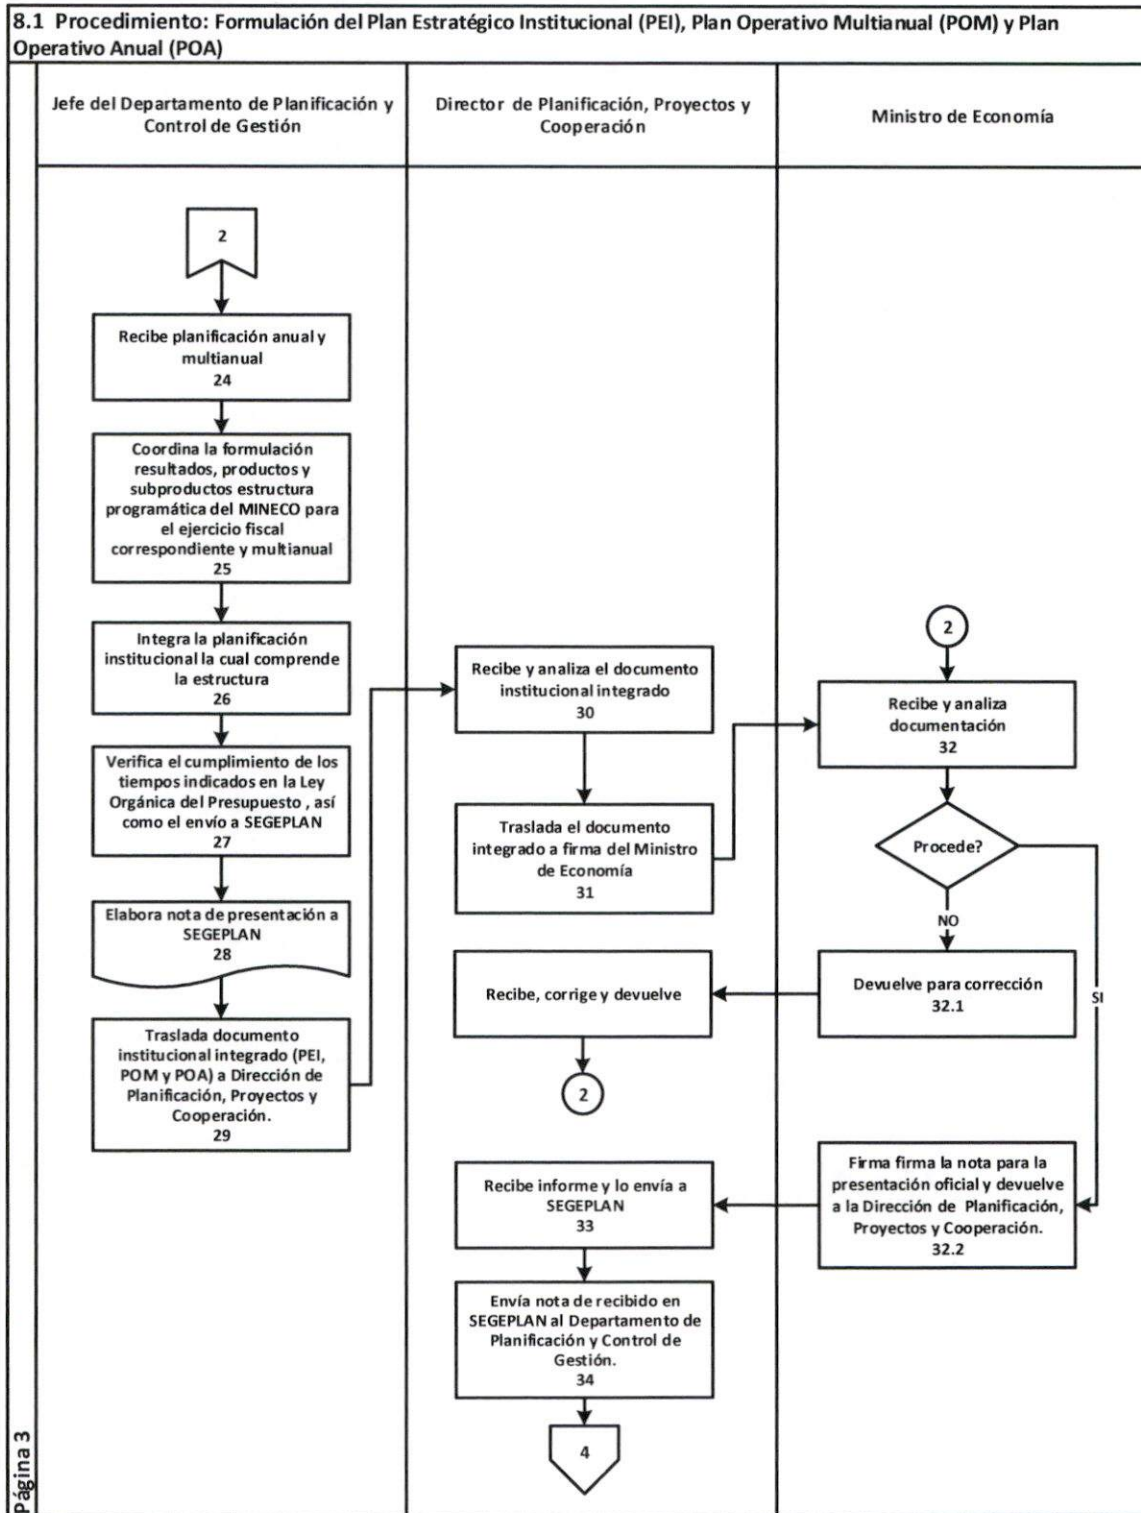 8.1 Procedimiento: Formulación del Plan Estratégico Institucional (PEI), Plan Operativo Multianual (POM) y Plan
Operativo Anual (POA)
Jefe del Departamento de Planificación y
Control de Gestión
Director de Planificación, Proyectos y
Cooperación
Ministro de Economía
2
Recibe planificación anual y
multianual
24
Coordina la formulación
resultados, productos y
subproductos estructura
programática del MINECO para
el ejercicio fiscal
correspondiente y multianual
25
Integra la planificación
institucional la cual comprende
la estructura
26
Verifica el cumplimiento de los
tiempos indicados en la Ley
Orgánica del Presupuesto , así
como el envío a SEGEPLAN
27
Elabora nota de presentación a
SEGEPLAN
28
Traslada documento
institucional integrado (PEI,
POM y POA) a Dirección de
Planificación, Proyectos y
Cooperación.
29
Recibe y analiza el documento
institucional integrado
30
Traslada el documento
integrado a firma del Ministro
de Economía
31
2
Recibe y analiza
documentación
32
Procede?
NO
SI
Devuelve para corrección
32.1
Recibe, corrige y devuelve
2
Firma firma la nota para la
presentación oficial y devuelve
a la Dirección de Planificación,
Proyectos y Cooperación.
32.2
Recibe informe y lo envía a
SEGEPLAN
33
Envía nota de recibido en
SEGEPLAN al Departamento de
Planificación y Control de
Gestión.
34
4
Página 3